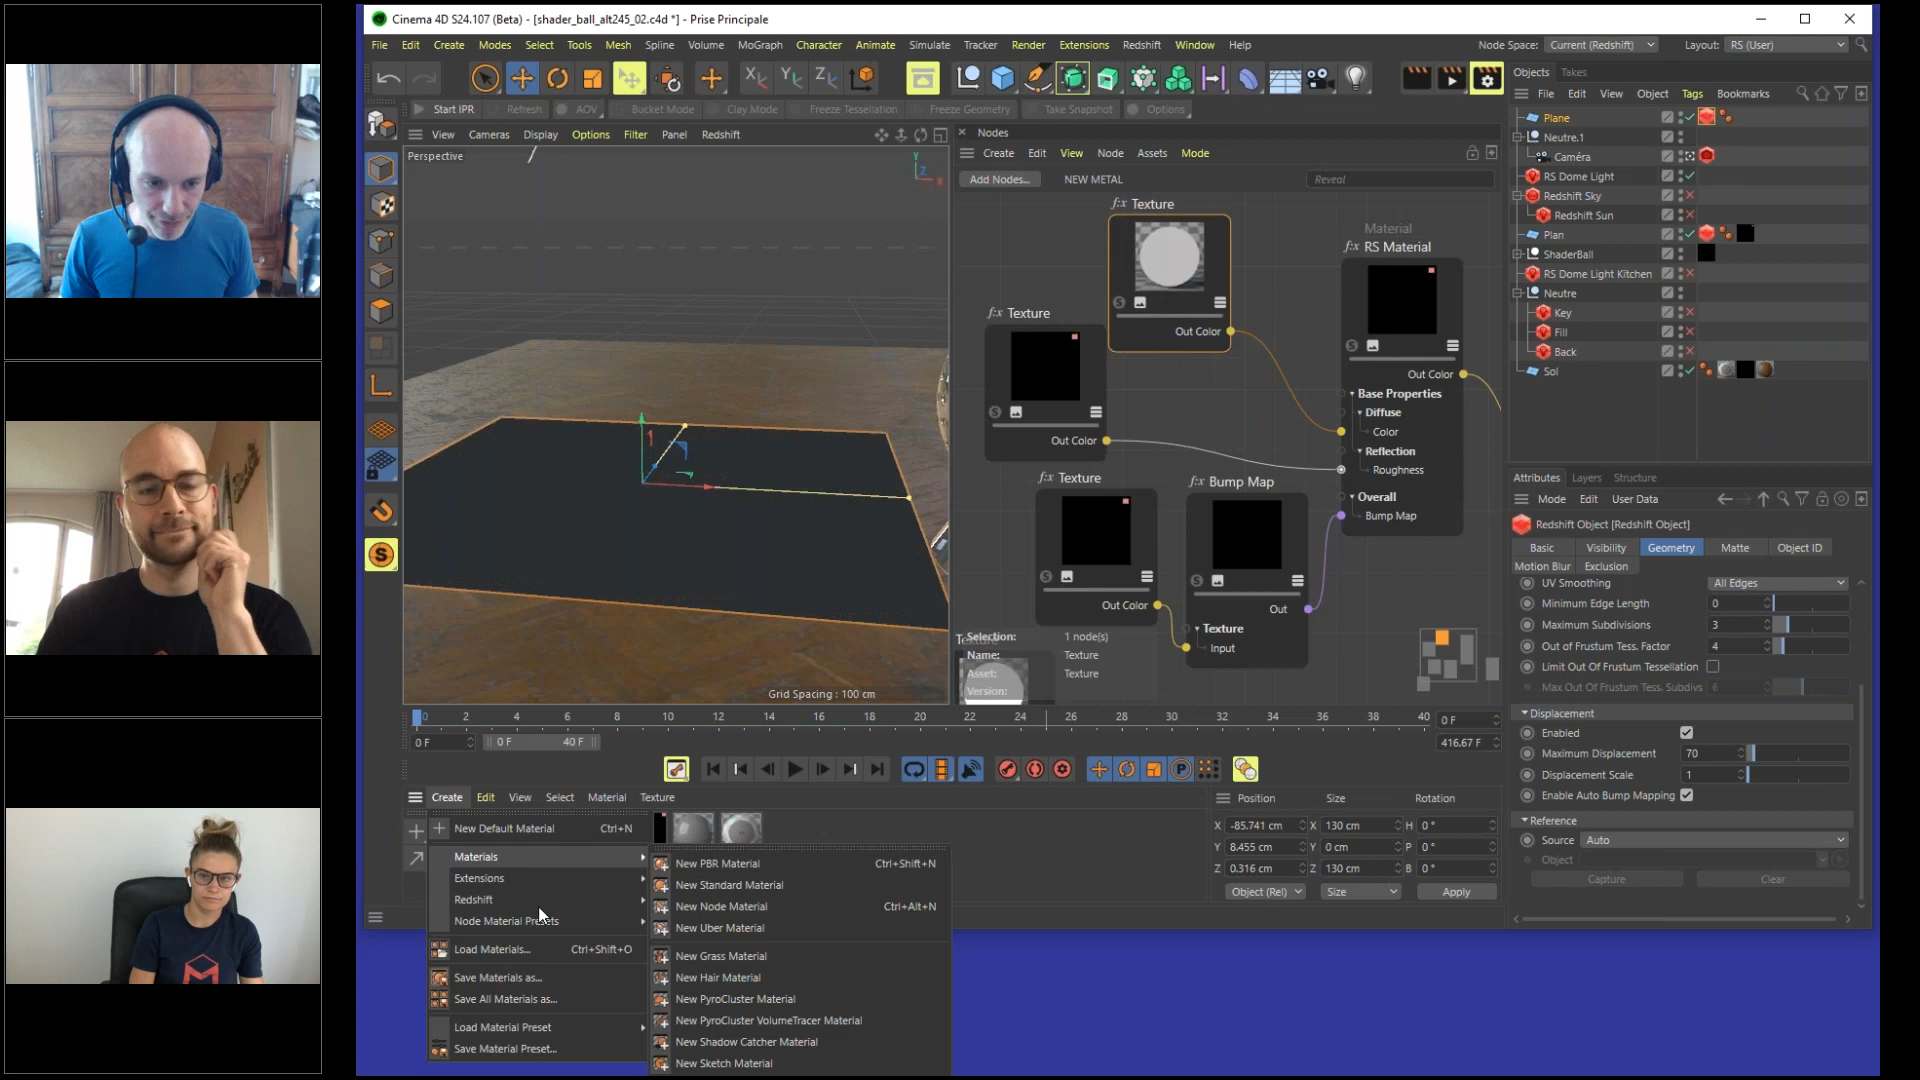 Cinema 4D S24.107 (Beta) - [shader_ball_alt245_02.c4d *] - Prise Principale
File Edit Create Modes Select Tools Mesh Spline Volume MoGraph Character Animate Simulate Tracker Render Extensions Redshift Window Help
Node Space: Current (Redshift) Layout: RS (User)
Start IPR Refresh AOV Bucket Mode Clay Mode Freeze Tessellation Freeze Geometry Take Snapshot Options
View Cameras Display Options Filter Panel Redshift
Perspective
Y
Z
X
Grid Spacing : 100 cm
Nodes
Create Edit View Node Assets Mode
Add Nodes... NEW METAL Reveal
f:x Texture
Out Color
f:x Texture
Out Color
f:x Texture
Out Color
f:x Bump Map
Out
Texture
Input
Material
f:x RS Material
Out Color
Base Properties
Diffuse
Color
Reflection
Roughness
Overall
Bump Map
Selection: 1 node(s)
Name: Texture
Asset: Texture
Version:
Objects Takes
File Edit View Object Tags Bookmarks
Plane
Neutre.1
Caméra
RS Dome Light
Redshift Sky
Redshift Sun
Plan
ShaderBall
RS Dome Light Kitchen
Neutre
Key
Fill
Back
Sol
Attributes Layers Structure
Mode Edit User Data
Redshift Object [Redshift Object]
Basic Visibility Geometry Matte Object ID
Motion Blur Exclusion
UV Smoothing All Edges
Minimum Edge Length 0
Maximum Subdivisions 3
Out of Frustum Tess. Factor 4
Limit Out Of Frustum Tessellation
Max Out Of Frustum Tess. Subdivs 6
Displacement
Enabled
Maximum Displacement 70
Displacement Scale 1
Enable Auto Bump Mapping
Reference
Source Auto
Object
Capture Clear
0 2 4 6 8 10 12 14 16 18 20 22 24 26 28 30 32 34 36 38 40 0 F
0 F 0 F 40 F 416.67 F
Create Edit View Select Material Texture
New Default Material Ctrl+N
Materials
Extensions
Redshift
Node Material Presets
Load Materials... Ctrl+Shift+O
Save Materials as...
Save All Materials as...
Load Material Preset
Save Material Preset...
New PBR Material Ctrl+Shift+N
New Standard Material
New Node Material Ctrl+Alt+N
New Uber Material
New Grass Material
New Hair Material
New PyroCluster Material
New PyroCluster VolumeTracer Material
New Shadow Catcher Material
New Sketch Material
Position Size Rotation
X -85.741 cm X 130 cm H 0 °
Y 8.455 cm Y 0 cm P 0 °
Z 0.316 cm Z 130 cm B 0 °
Object (Rel) Size Apply